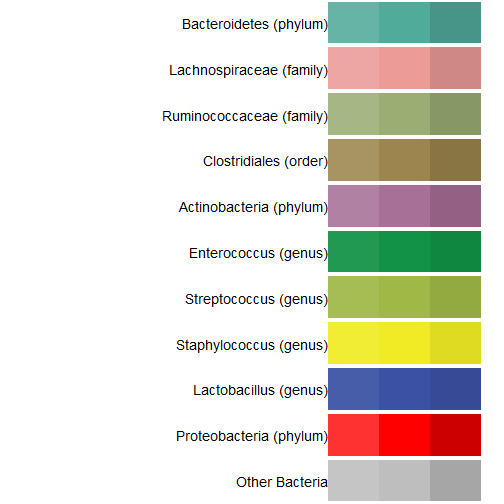 Bacteroidetes (phylum)
Lachnospiraceae (family)
Ruminococcaceae (family)
Clostridiales (order)
Actinobacteria (phylum)
Enterococcus (genus)
Streptococcus (genus)
Staphylococcus (genus)
Lactobacillus (genus)
Proteobacteria (phylum)
Other Bacteria